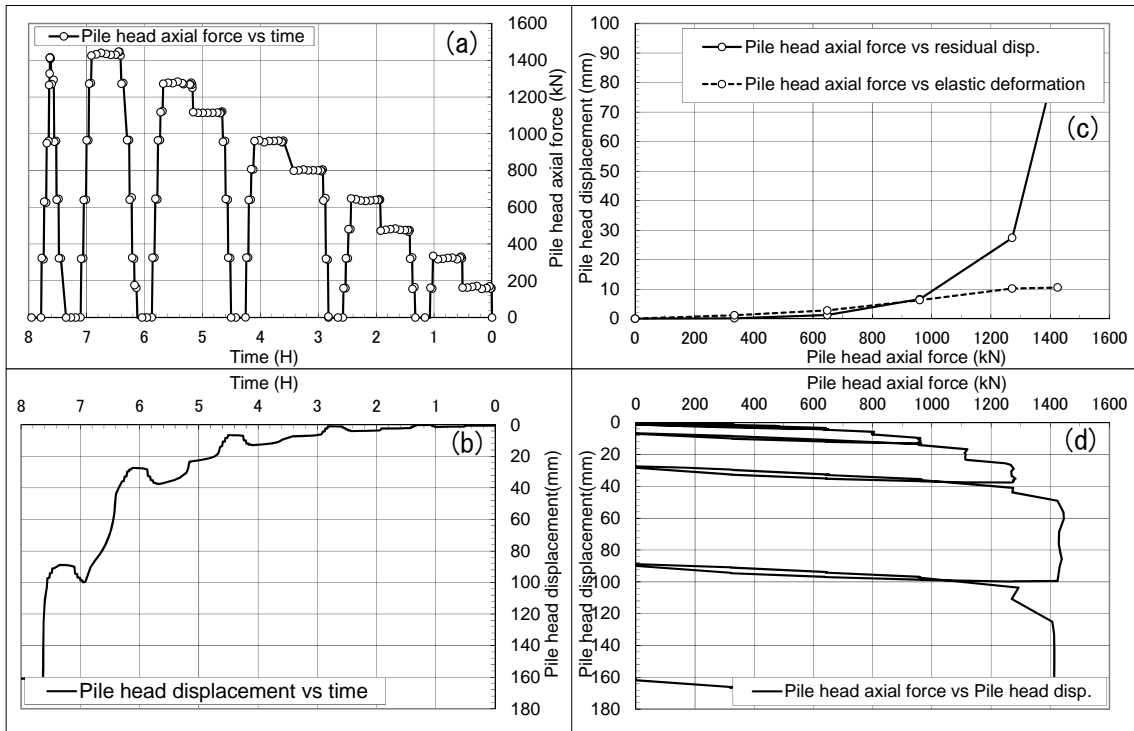 Pile head axial force vs time
(a)
1600
1400
1200
1000
800
600
400
200
0
Pile head axial force (kN)
8 7 6 5 4 3 2 1 0
Time (H)
100
90
80
70
60
50
40
30
20
10
0
Pile head displacement (mm)
Pile head axial force vs residual disp.
Pile head axial force vs elastic deformation
(c)
0 200 400 600 800 1000 1200 1400 1600
Pile head axial force (kN)
Time (H)
8 7 6 5 4 3 2 1 0
(b)
0
20
40
60
80
100
120
140
160
180
Pile head displacement(mm)
Pile head displacement vs time
Pile head axial force (kN)
0 200 400 600 800 1000 1200 1400 1600
(d)
0
20
40
60
80
100
120
140
160
180
Pile head displacement(mm)
Pile head axial force vs Pile head disp.